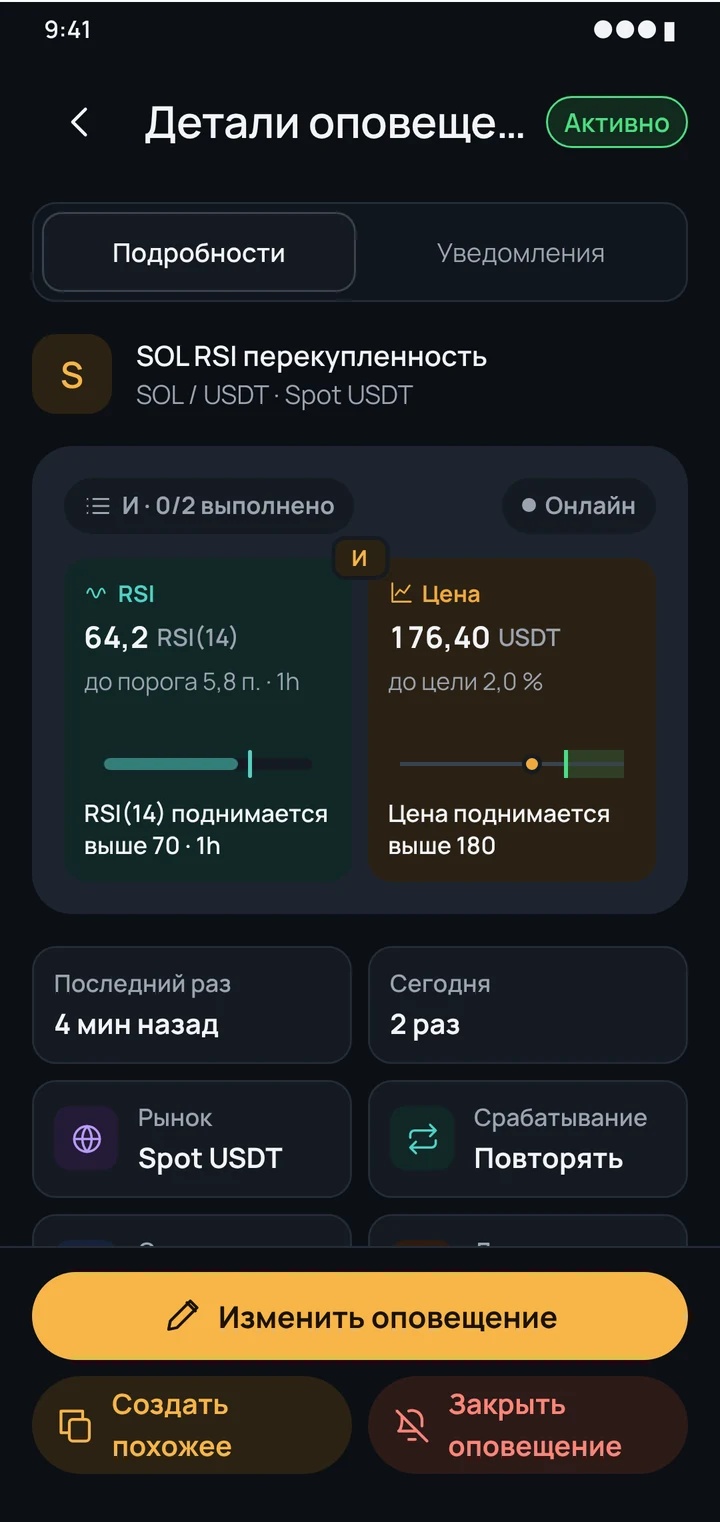 9:41
Детали оповеще...
Активно
Подробности
Уведомления
S
SOL RSI перекупленность
SOL / USDT · Spot USDT
И · 0/2 выполнено
Онлайн
И
RSI
64,2 RSI(14)
до порога 5,8 п. · 1h
RSI(14) поднимается
выше 70 · 1h
Цена
176,40 USDT
до цели 2,0 %
Цена поднимается
выше 180
Последний раз
4 мин назад
Сегодня
2 раз
Рынок
Spot USDT
Срабатывание
Повторять
Изменить оповещение
Создать
похожее
Закрыть
оповещение